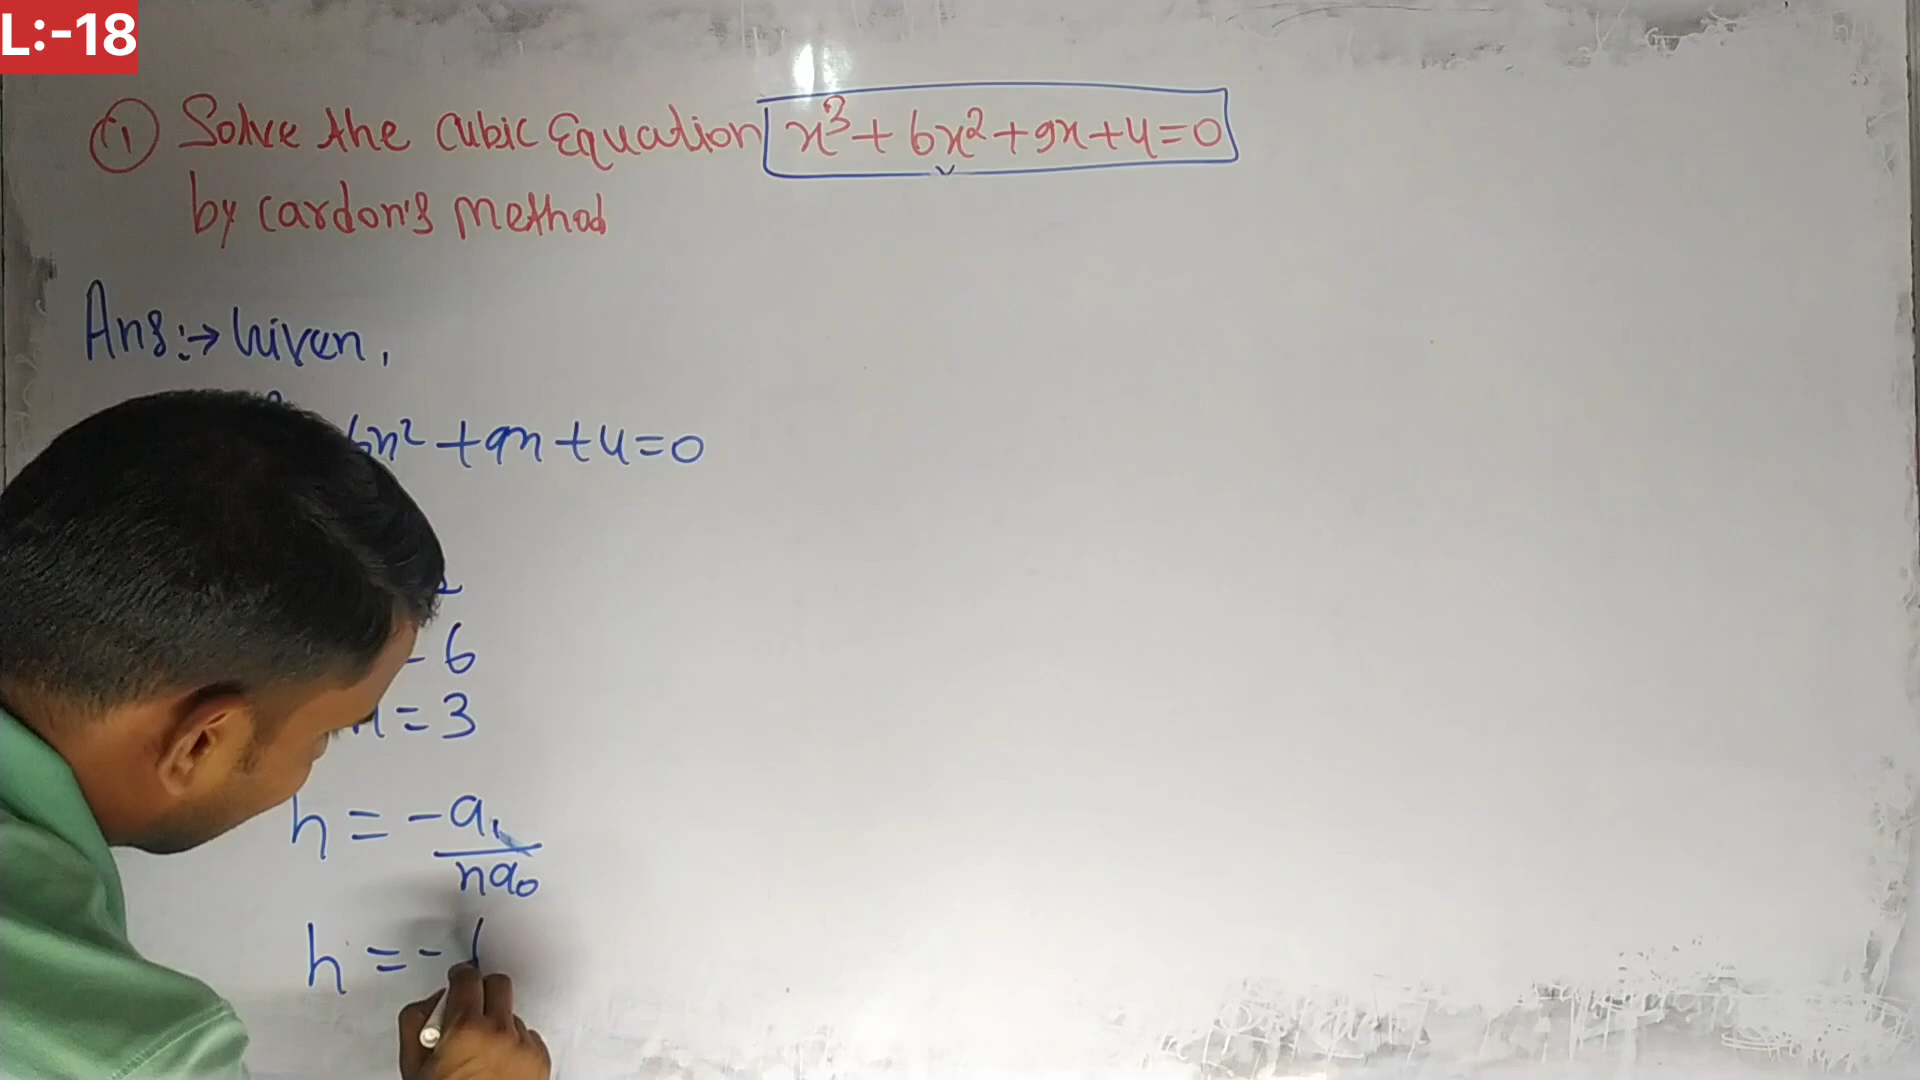 L:-18
① Solve the cubic Equation x³ + 6x² + 9x + 4 = 0
by cardon's method
Ans:→ Given,
6x² + 9x + 4 = 0
6
n = 3
h = -a₁
na₀
h = -